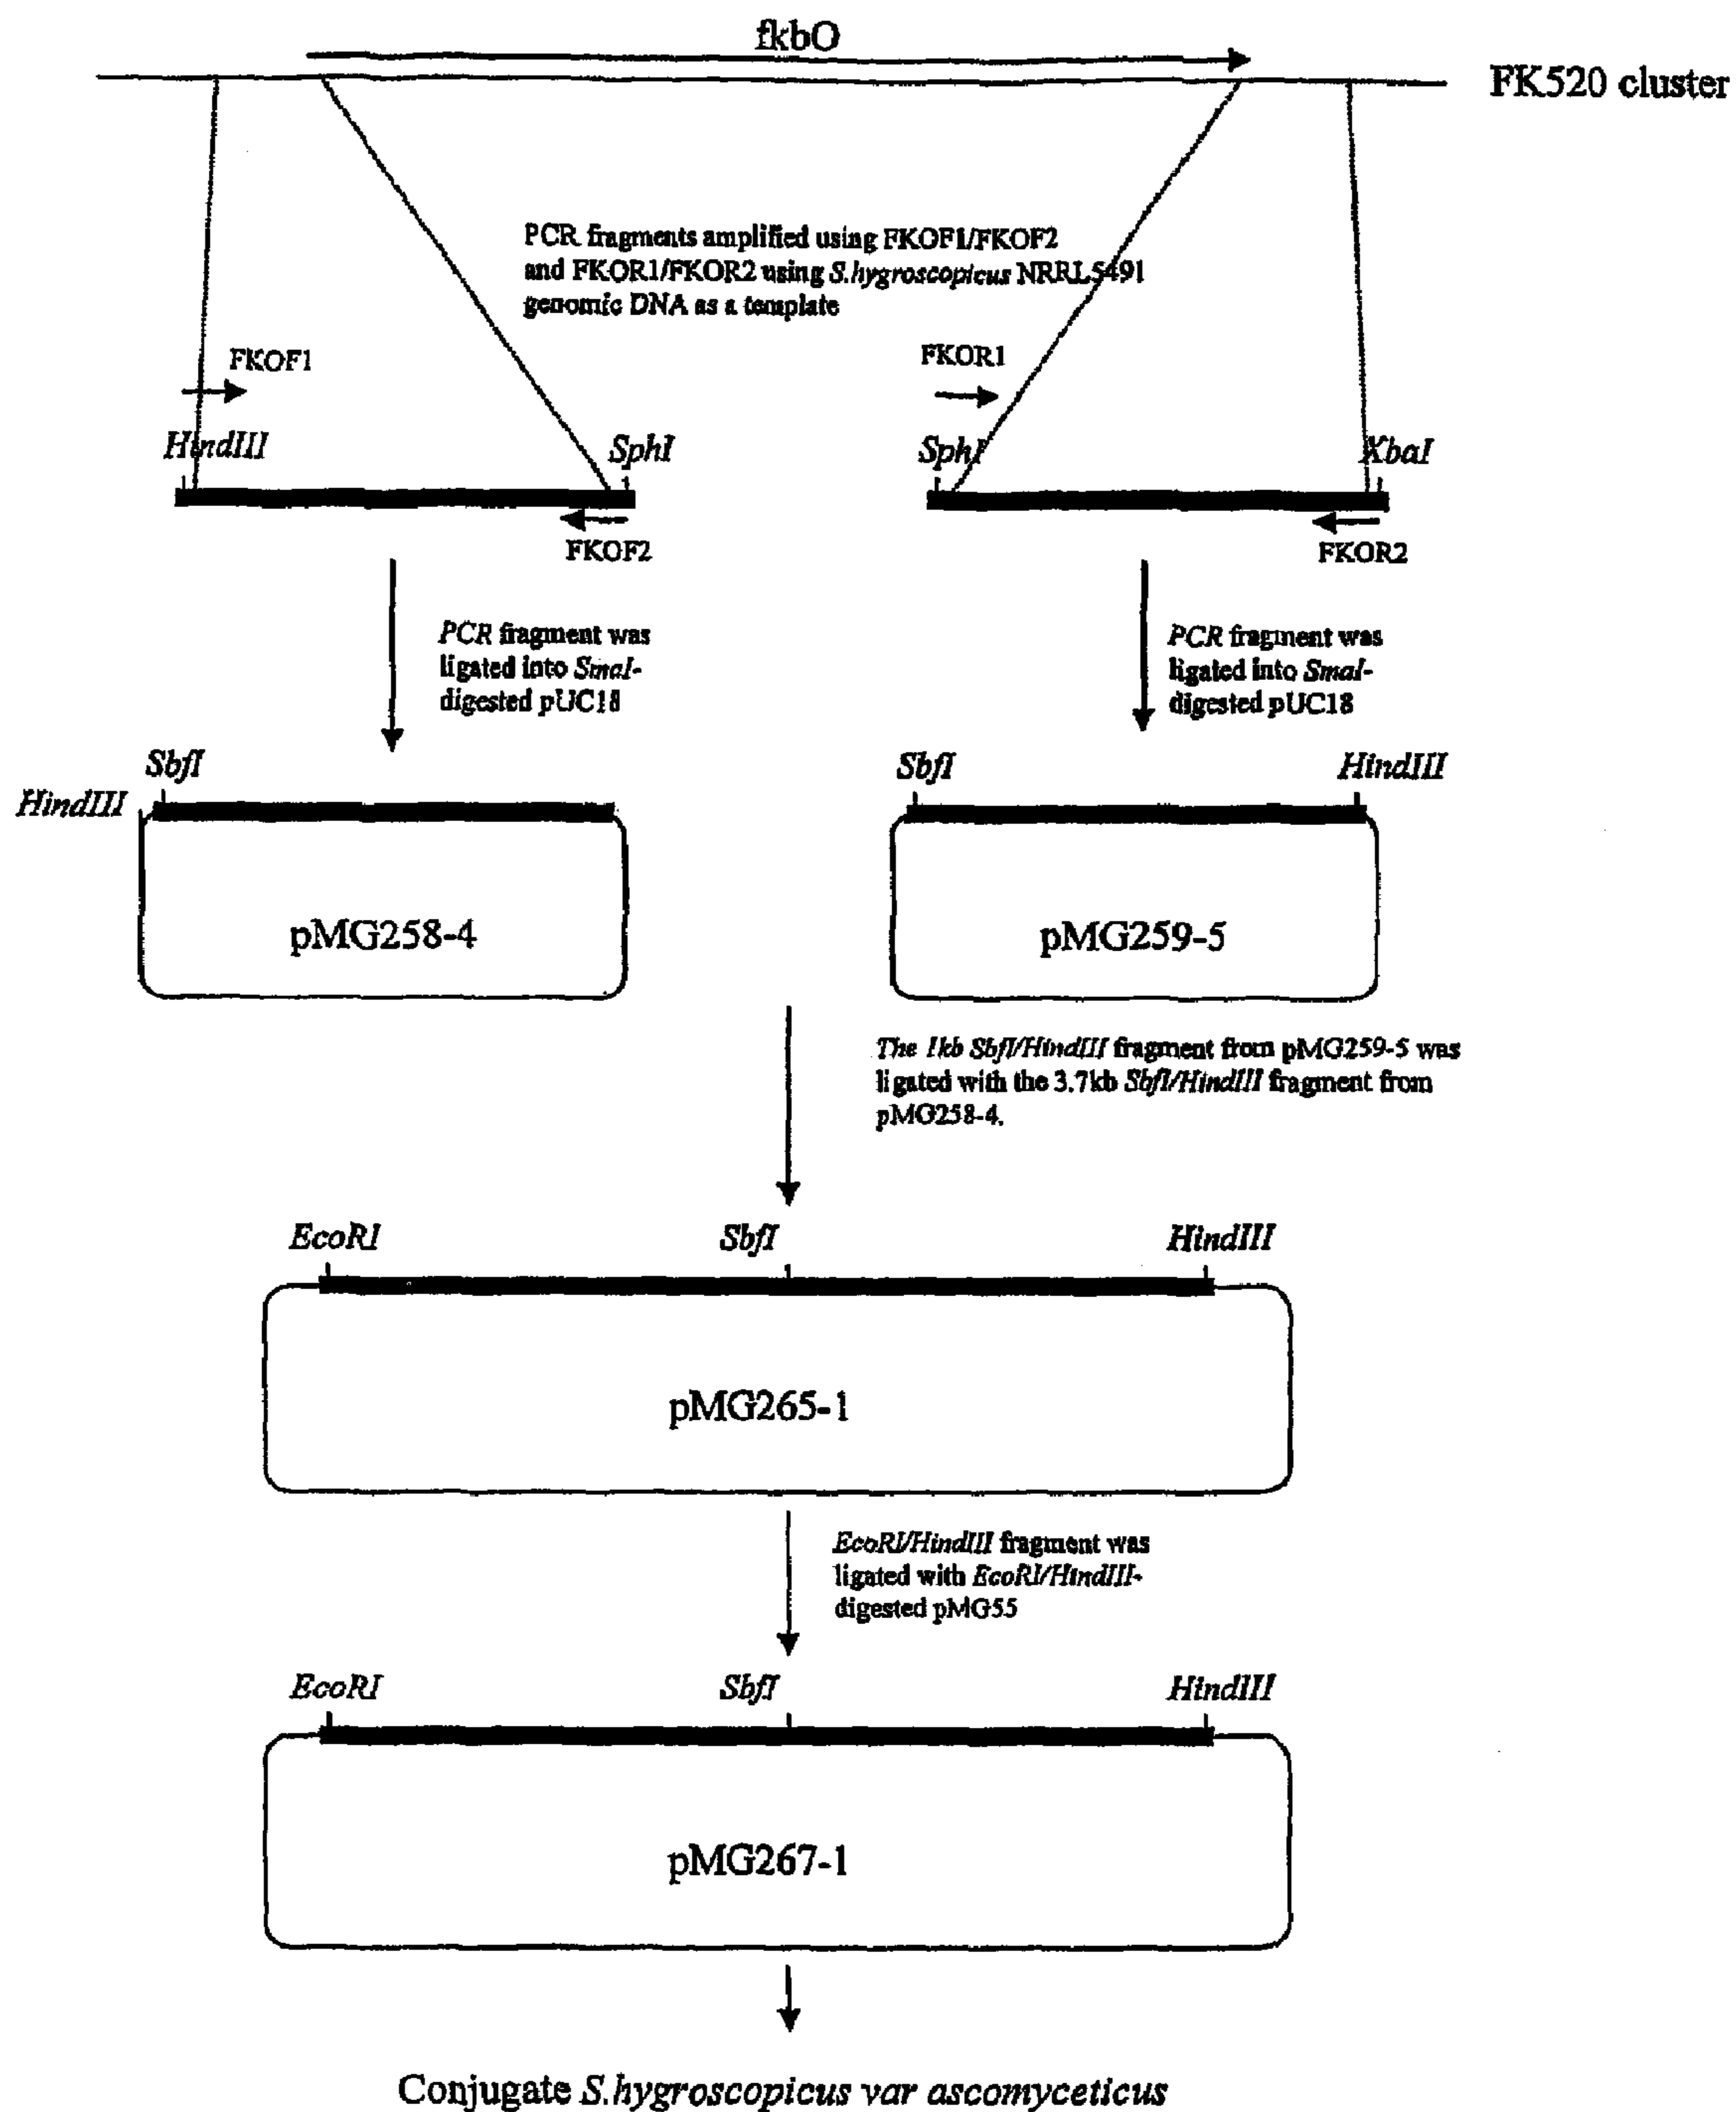 fkbO
FK520 cluster
PCR fragments amplified using FKOF1/FKOF2
and FKOR1/FKOR2 using S.hygroscopicus NRRL5491
genomic DNA as a template
FKOF1
FKOR1
HindIII
SphI
SphI
XbaI
FKOF2
FKOR2
PCR fragment was
ligated into SmaI-
digested pUC18
PCR fragment was
ligated into SmaI-
digested pUC18
SbfI
HindIII
SbfI
HindIII
pMG258-4
pMG259-5
The 1kb SbfI/HindIII fragment from pMG259-5 was
ligated with the 3.7kb SbfI/HindIII fragment from
pMG258-4.
EcoRI
SbfI
HindIII
pMG265-1
EcoRI/HindIII fragment was
ligated with EcoRI/HindIII-
digested pMG55
EcoRI
SbfI
HindIII
pMG267-1
Conjugate S.hygroscopicus var ascomyceticus